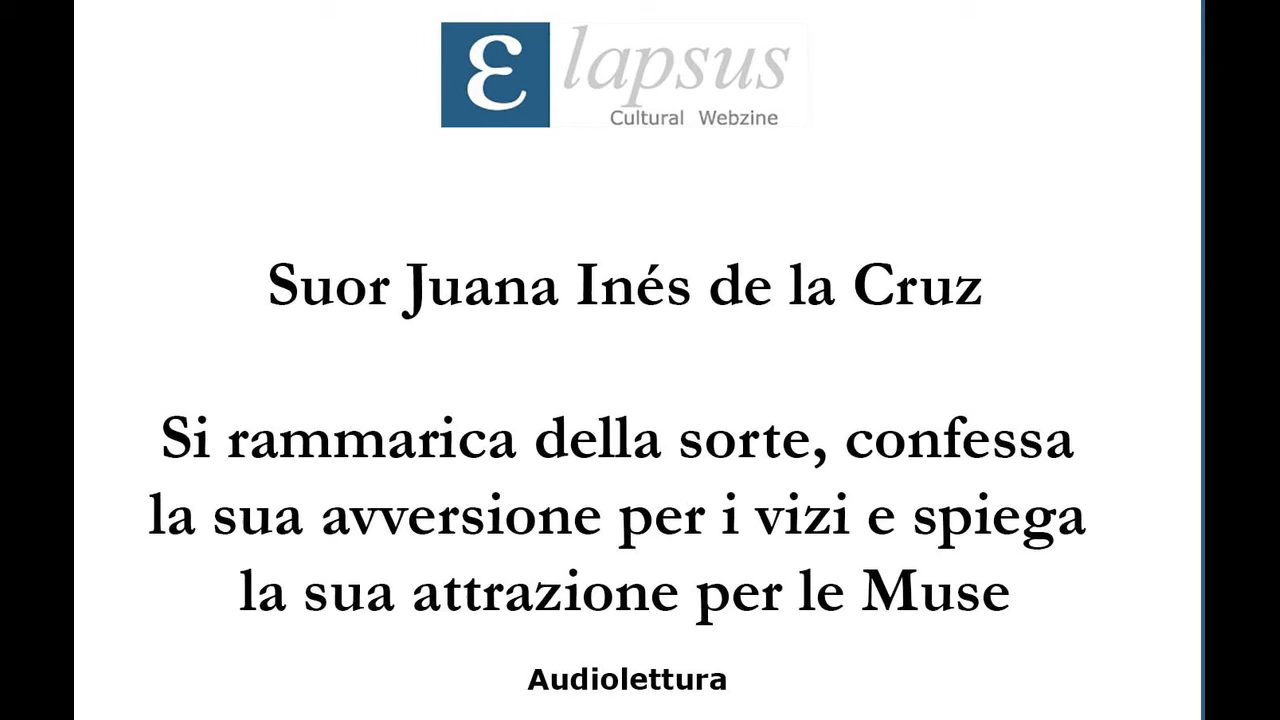 εlapsus
Cultural Webzine
Suor Juana Inés de la Cruz
Si rammarica della sorte, confessa
la sua avversione per i vizi e spiega
la sua attrazione per le Muse
Audiolettura